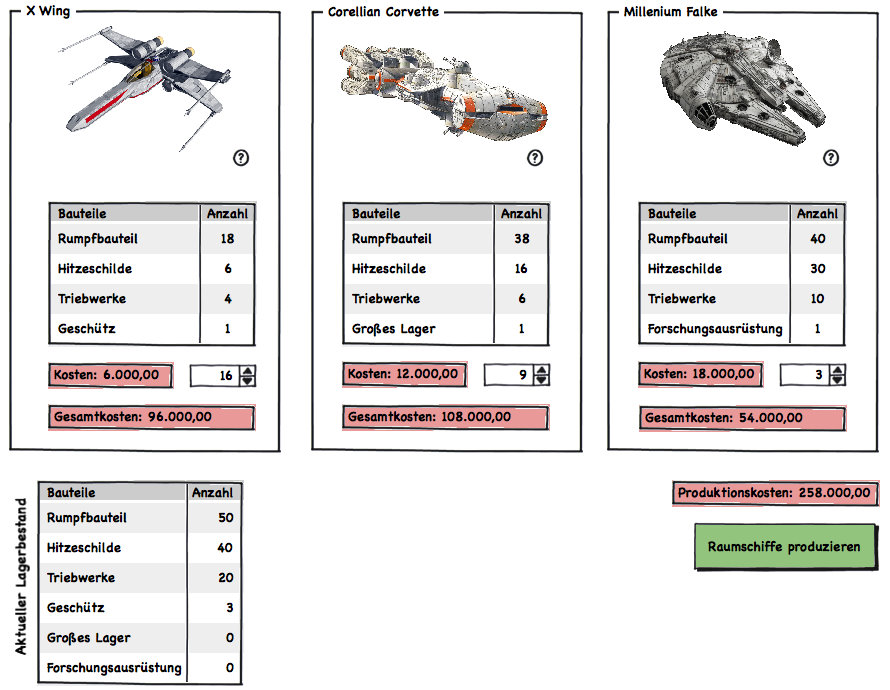 X Wing
?
Bauteile Anzahl
Rumpfbauteil 18
Hitzeschilde 6
Triebwerke 4
Geschütz 1
Kosten: 6.000,00 16
Gesamtkosten: 96.000,00
Corellian Corvette
?
Bauteile Anzahl
Rumpfbauteil 38
Hitzeschilde 16
Triebwerke 6
Großes Lager 1
Kosten: 12.000,00 9
Gesamtkosten: 108.000,00
Millenium Falke
?
Bauteile Anzahl
Rumpfbauteil 40
Hitzeschilde 30
Triebwerke 10
Forschungsausrüstung 1
Kosten: 18.000,00 3
Gesamtkosten: 54.000,00
Aktueller Lagerbestand
Bauteile Anzahl
Rumpfbauteil 50
Hitzeschilde 40
Triebwerke 20
Geschütz 3
Großes Lager 0
Forschungsausrüstung 0
Produktionskosten: 258.000,00
Raumschiffe produzieren